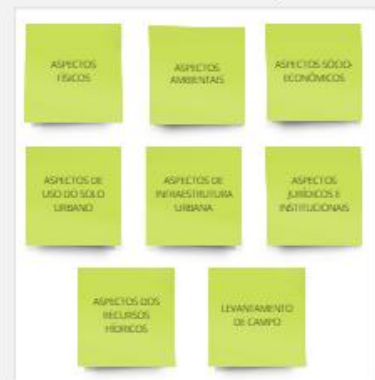 ASPECTOS
FÍSICOS
ASPECTOS
AMBIENTAIS
ASPECTOS SÓCIO-
ECONÔMICOS
ASPECTOS DE
USO DO SOLO
URBANO
ASPECTOS DE
INFRAESTRUTURA
URBANA
ASPECTOS
JURÍDICOS E
INSTITUCIONAIS
ASPECTOS DOS
RECURSOS
HÍDRICOS
LEVANTAMENTO
DE CAMPO